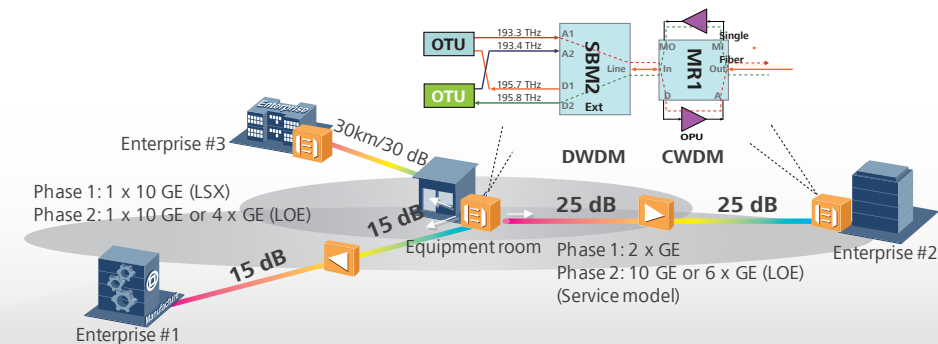 193.3 THz
193.4 THz
195.7 THz
195.8 THz
OTU
OTU
A1
A2
D1
D2
SBM2
Line
Ext
MO
MI
In
Out
D
A
MR1
Single
Fiber
OPU
DWDM
CWDM
Enterprise
Enterprise #3
30km/30 dB
Phase 1: 1 x 10 GE (LSX)
Phase 2: 1 x 10 GE or 4 x GE (LOE)
15 dB
15 dB
Equipment room
25 dB
25 dB
Phase 1: 2 x GE
Phase 2: 10 GE or 6 x GE (LOE)
(Service model)
Enterprise #2
Manufacture
Enterprise #1